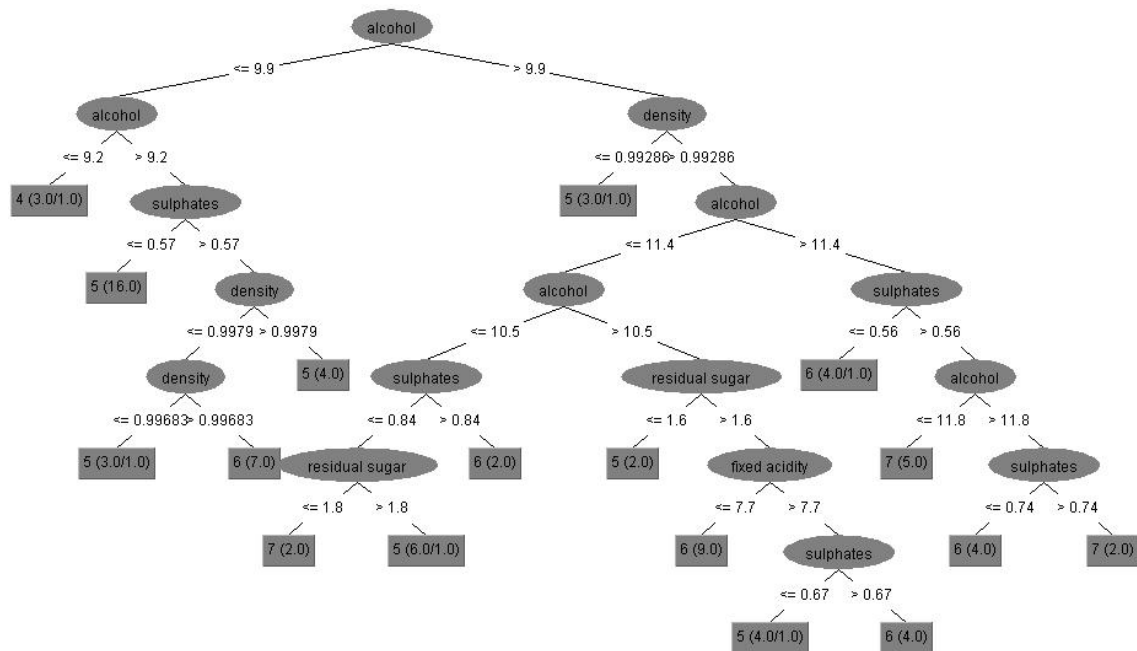 alcohol
<= 9.9 > 9.9
alcohol density
<= 9.2 > 9.2 <= 0.99286 > 0.99286
4 (3.0/1.0) sulphates 5 (3.0/1.0) alcohol
<= 0.57 > 0.57 <= 11.4 > 11.4
5 (16.0) density alcohol sulphates
<= 0.9979 > 0.9979 <= 10.5 > 10.5 <= 0.56 > 0.56
density 5 (4.0) sulphates residual sugar 6 (4.0/1.0) alcohol
<= 0.99683 > 0.99683 <= 0.84 > 0.84 <= 1.6 > 1.6 <= 11.8 > 11.8
5 (3.0/1.0) 6 (7.0) residual sugar 6 (2.0) 5 (2.0) fixed acidity 7 (5.0) sulphates
<= 1.8 > 1.8 <= 7.7 > 7.7 <= 0.74 > 0.74
7 (2.0) 5 (6.0/1.0) 6 (9.0) sulphates 6 (4.0) 7 (2.0)
<= 0.67 > 0.67
5 (4.0/1.0) 6 (4.0)